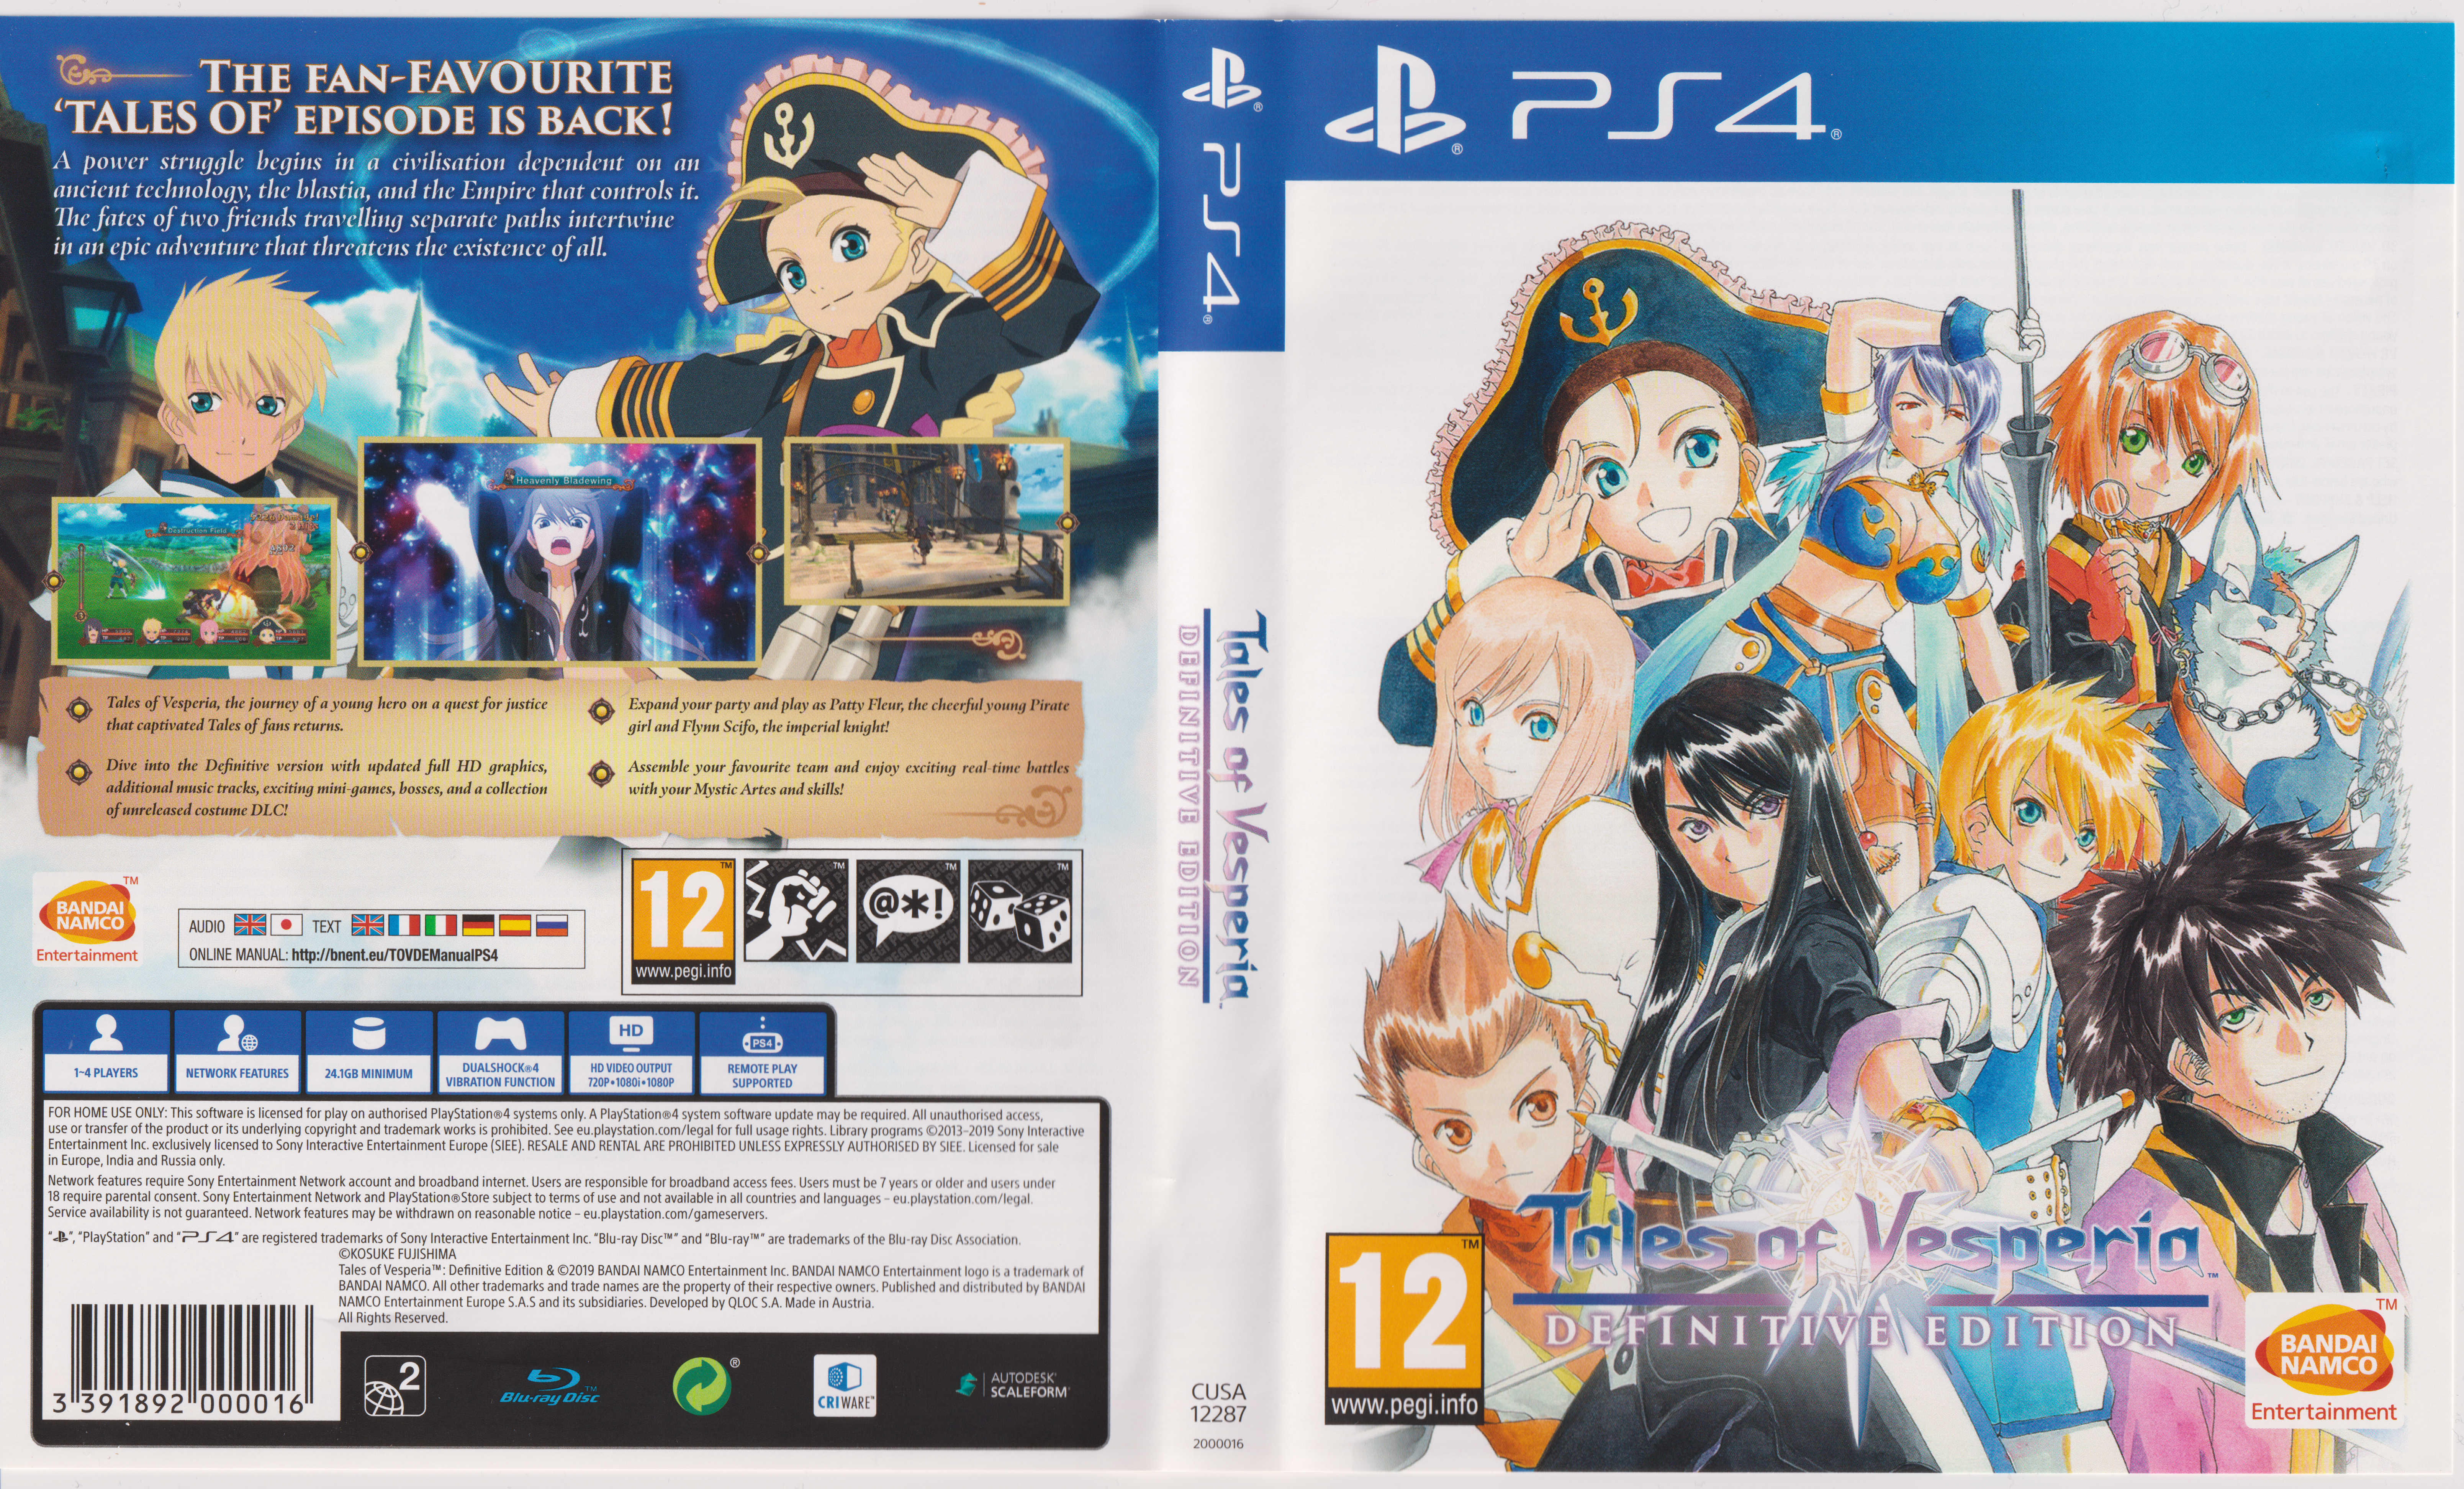 THE FAN-FAVOURITE
'TALES OF' EPISODE IS BACK!
A power struggle begins in a civilisation dependent on an
ancient technology, the blastia, and the Empire that controls it.
The fates of two friends travelling separate paths intertwine
in an epic adventure that threatens the existence of all.
Destruction Field
Heavenly Bladewing
Tales of Vesperia, the journey of a young hero on a quest for justice
that captivated Tales of fans returns.
Dive into the Definitive version with updated full HD graphics,
additional music tracks, exciting mini-games, bosses, and a collection
of unreleased costume DLC!
Expand your party and play as Patty Fleur, the cheerful young Pirate
girl and Flynn Scifo, the imperial knight!
Assemble your favourite team and enjoy exciting real-time battles
with your Mystic Artes and skills!
BANDAI
NAMCO
™
Entertainment
AUDIO TEXT
ONLINE MANUAL: http://bnent.eu/TOVDEManualPS4
12™
www.pegi.info
™
@*! ™
™
1~4 PLAYERS
NETWORK FEATURES
24.1GB MINIMUM
DUALSHOCK®4
VIBRATION FUNCTION
HD
HD VIDEO OUTPUT
720P•1080i•1080P
PS4
REMOTE PLAY
SUPPORTED
FOR HOME USE ONLY: This software is licensed for play on authorised PlayStation®4 systems only. A PlayStation®4 system software update may be required. All unauthorised access,
use or transfer of the product or its underlying copyright and trademark works is prohibited. See eu.playstation.com/legal for full usage rights. Library programs ©2013–2019 Sony Interactive
Entertainment Inc. exclusively licensed to Sony Interactive Entertainment Europe (SIEE). RESALE AND RENTAL ARE PROHIBITED UNLESS EXPRESSLY AUTHORISED BY SIEE. Licensed for sale
in Europe, India and Russia only.
Network features require Sony Entertainment Network account and broadband internet. Users are responsible for broadband access fees. Users must be 7 years or older and users under
18 require parental consent. Sony Entertainment Network and PlayStation®Store subject to terms of use and not available in all countries and languages – eu.playstation.com/legal.
Service availability is not guaranteed. Network features may be withdrawn on reasonable notice – eu.playstation.com/gameservers.
"", "PlayStation" and "PS4" are registered trademarks of Sony Interactive Entertainment Inc. "Blu-ray Disc™" and "Blu-ray™" are trademarks of the Blu-ray Disc Association.
©KOSUKE FUJISHIMA
Tales of Vesperia™: Definitive Edition & ©2019 BANDAI NAMCO Entertainment Inc. BANDAI NAMCO Entertainment logo is a trademark of
BANDAI NAMCO. All other trademarks and trade names are the property of their respective owners. Published and distributed by BANDAI
NAMCO Entertainment Europe S.A.S and its subsidiaries. Developed by QLOC S.A. Made in Austria.
All Rights Reserved.
3 391892 000016
2
Blu-ray Disc™
®
CRIWARE™
AUTODESK®
SCALEFORM®
PS4®
Tales of Vesperia™
DEFINITIVE EDITION
CUSA
12287
2000016
PS4®
Tales of Vesperia™
DEFINITIVE EDITION
12™
www.pegi.info
BANDAI
NAMCO
™
Entertainment